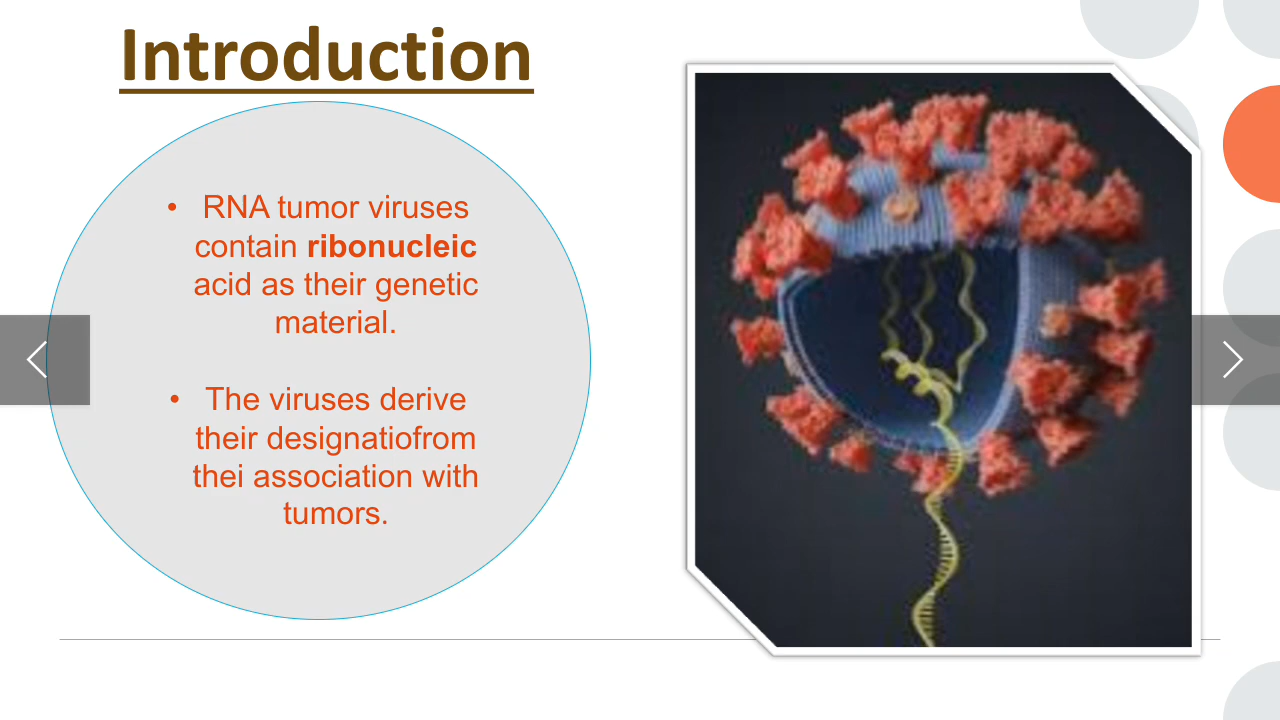 Introduction
• RNA tumor viruses
contain ribonucleic
acid as their genetic
material.
• The viruses derive
their designatiofrom
thei association with
tumors.